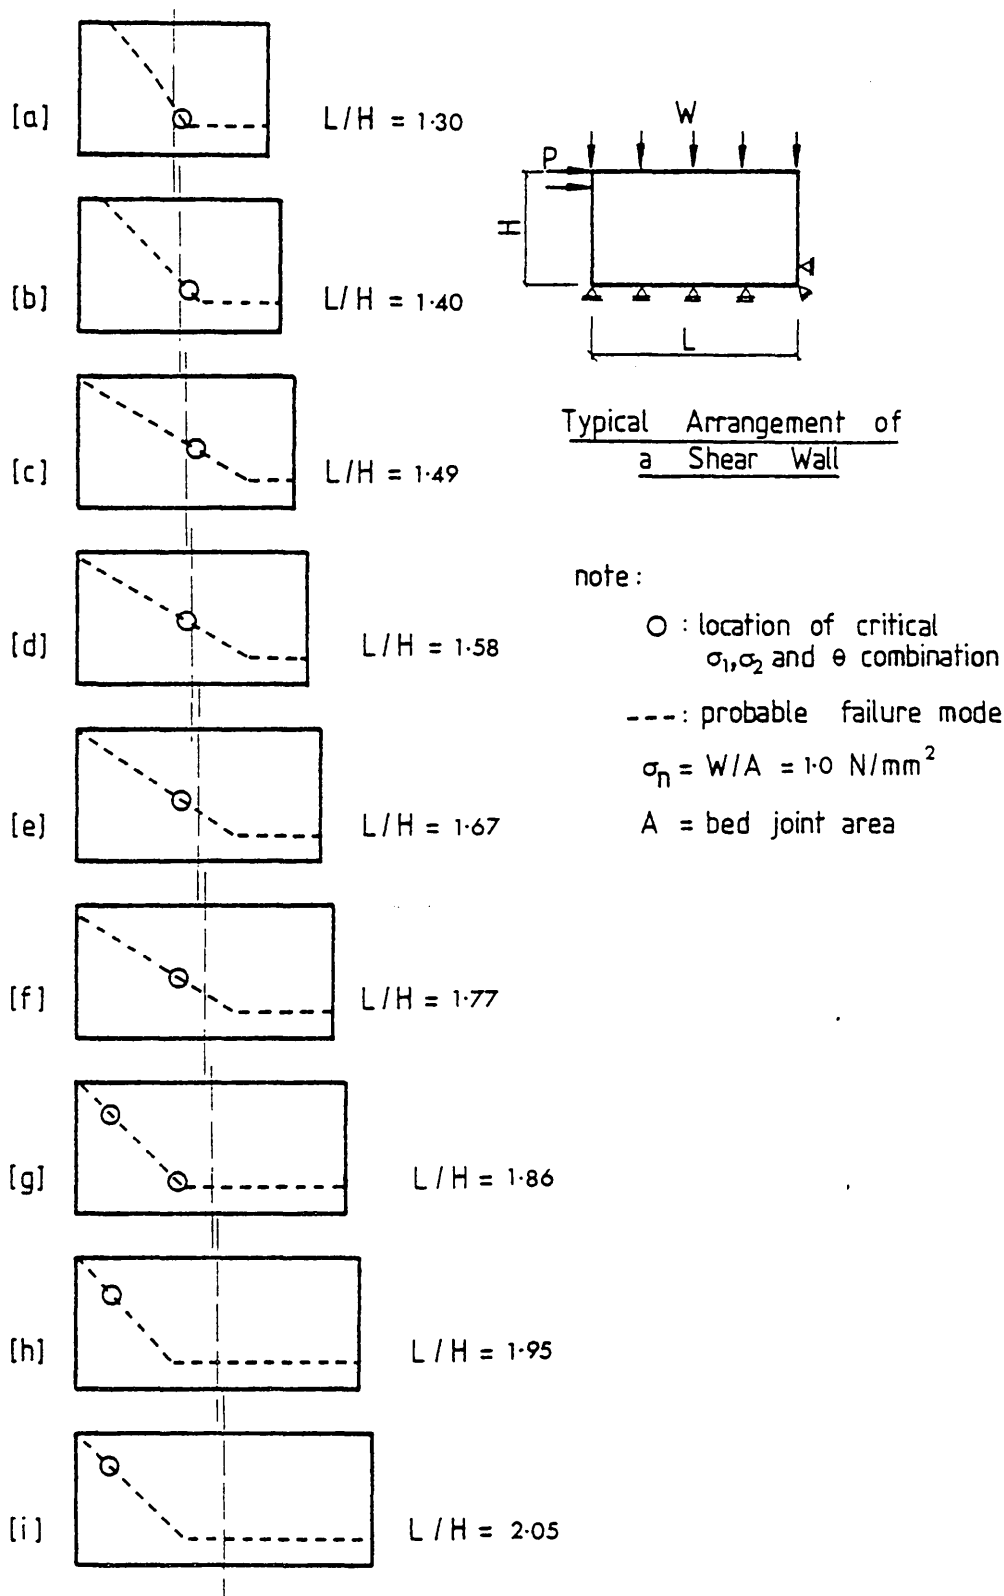 [a] L/H = 1·30
[b] L/H = 1·40
[c] L/H = 1·49
[d] L/H = 1·58
[e] L/H = 1·67
[f] L/H = 1·77
[g] L/H = 1·86
[h] L/H = 1·95
[i] L/H = 2·05
W
P
H
L
Typical Arrangement of
a Shear Wall
note:
O : location of critical
σ₁,σ₂ and θ combination
---: probable failure mode
σₙ = W/A = 1·0 N/mm²
A = bed joint area